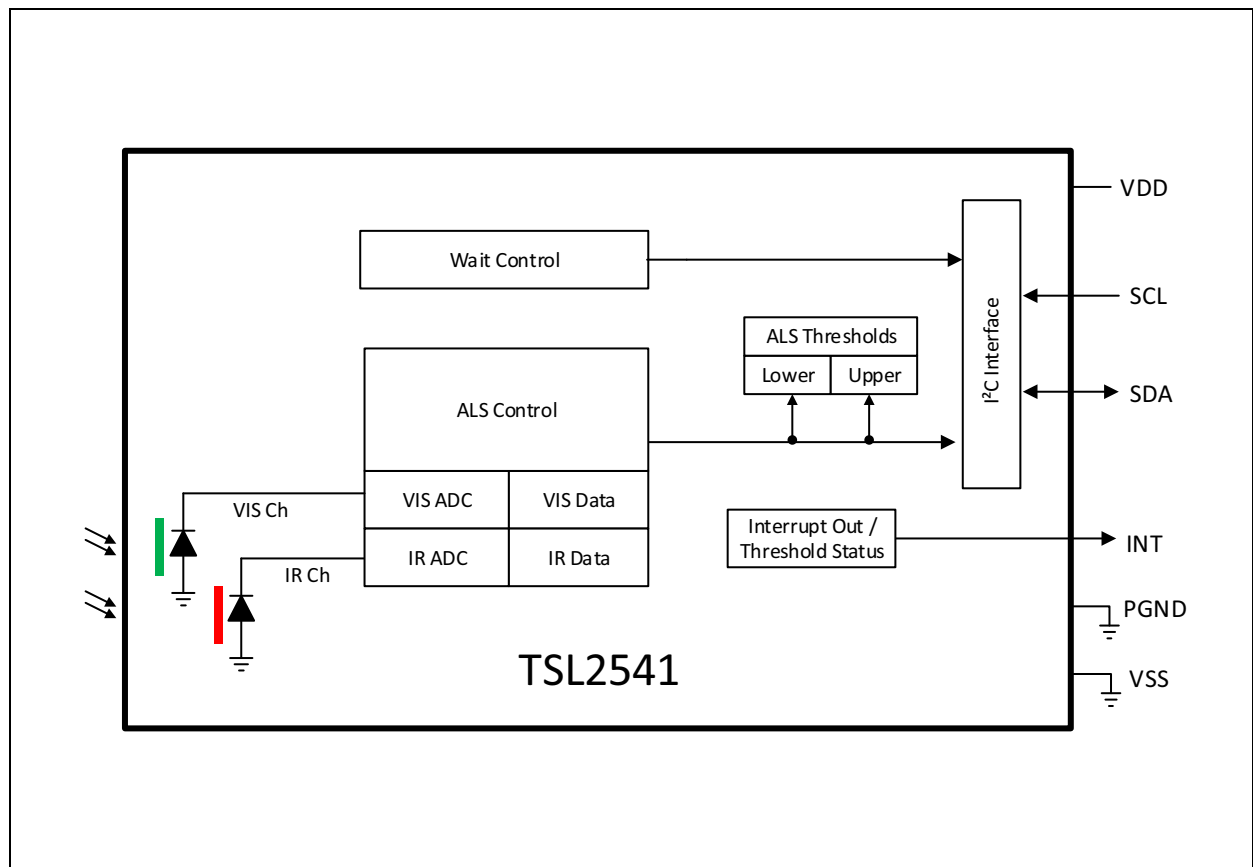 VDD
Wait Control
SCL
I²C Interface
ALS Thresholds
Lower
Upper
SDA
ALS Control
VIS Ch
VIS ADC
VIS Data
Interrupt Out /
Threshold Status
INT
IR Ch
IR ADC
IR Data
PGND
TSL2541
VSS